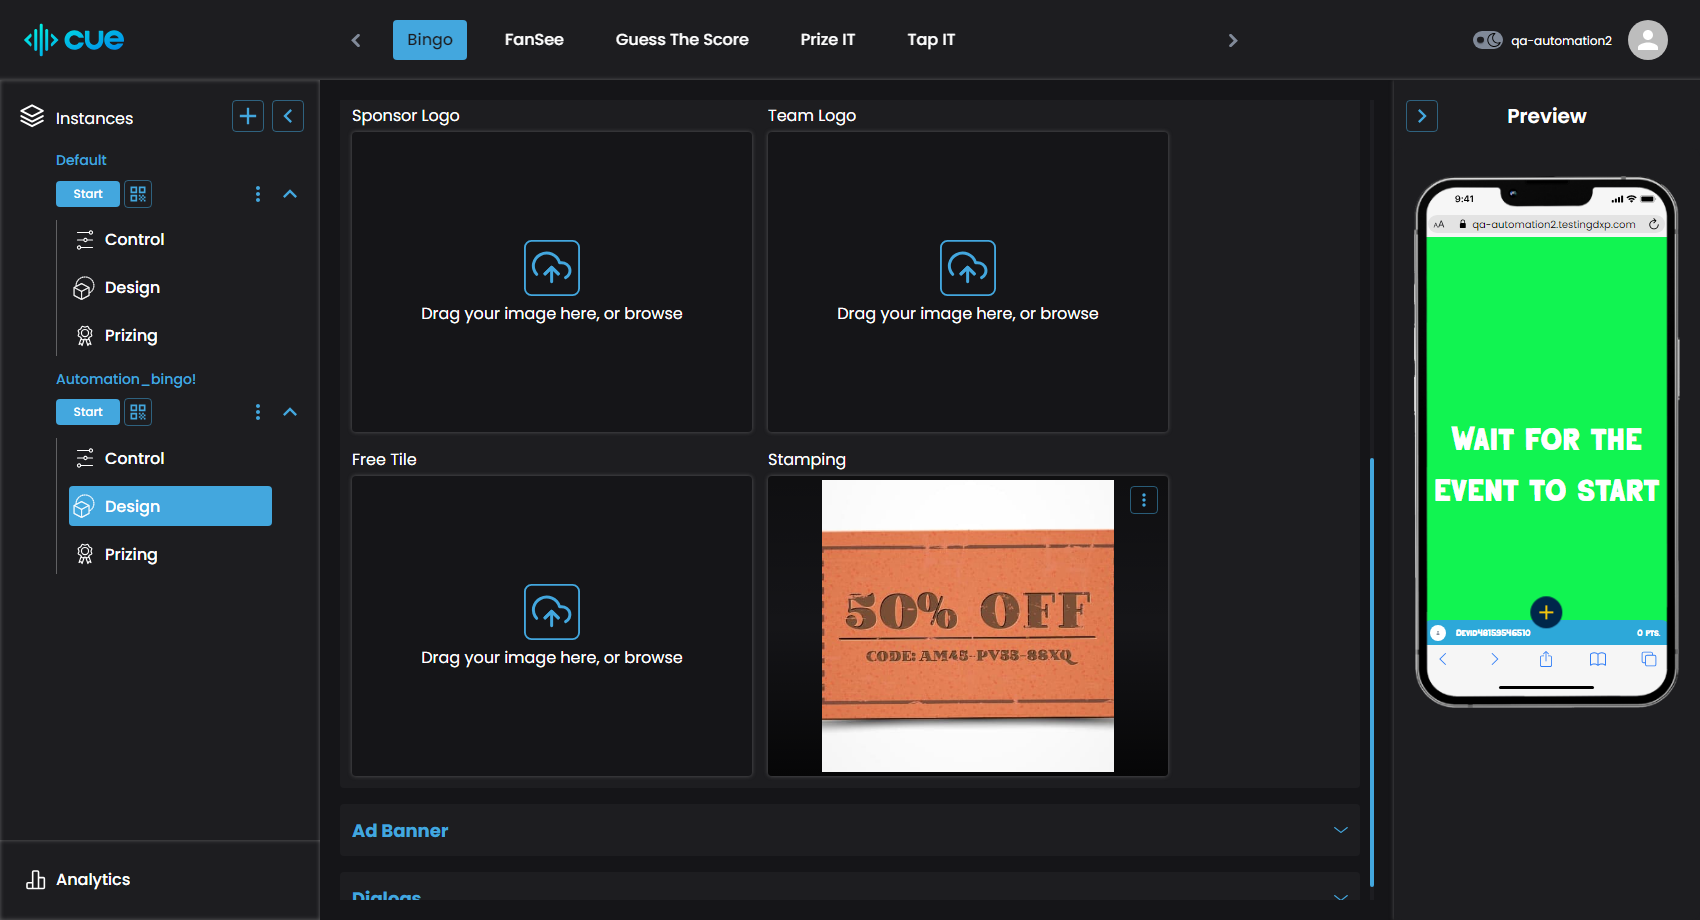 cue
Bingo
FanSee
Guess The Score
Prize IT
Tap IT
qa-automation2
Instances
Default
Start
Control
Design
Prizing
Automation_bingo!
Start
Control
Design
Prizing
Analytics
Sponsor Logo
Drag your image here, or browse
Team Logo
Drag your image here, or browse
Free Tile
Drag your image here, or browse
Stamping
50% OFF
CODE: AM45-PV35-88XQ
Ad Banner
Dialogs
Preview
9:41
AA
qa-automation2.testingdxp.com
WAIT FOR THE
EVENT TO START
0 PTS.